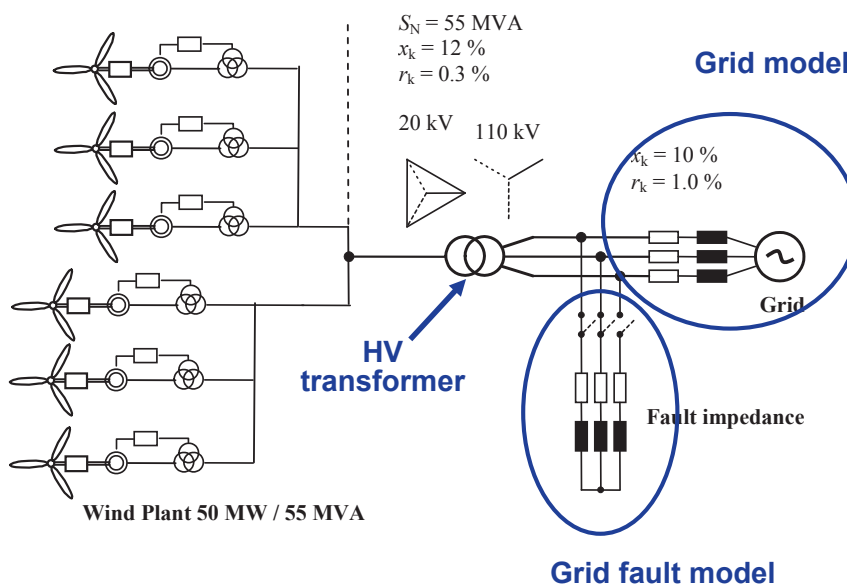 S_N = 55 MVA
x_k = 12 %
r_k = 0.3 %
Grid model
20 kV
110 kV
x_k = 10 %
r_k = 1.0 %
Grid
HV
transformer
Fault impedance
Wind Plant 50 MW / 55 MVA
Grid fault model